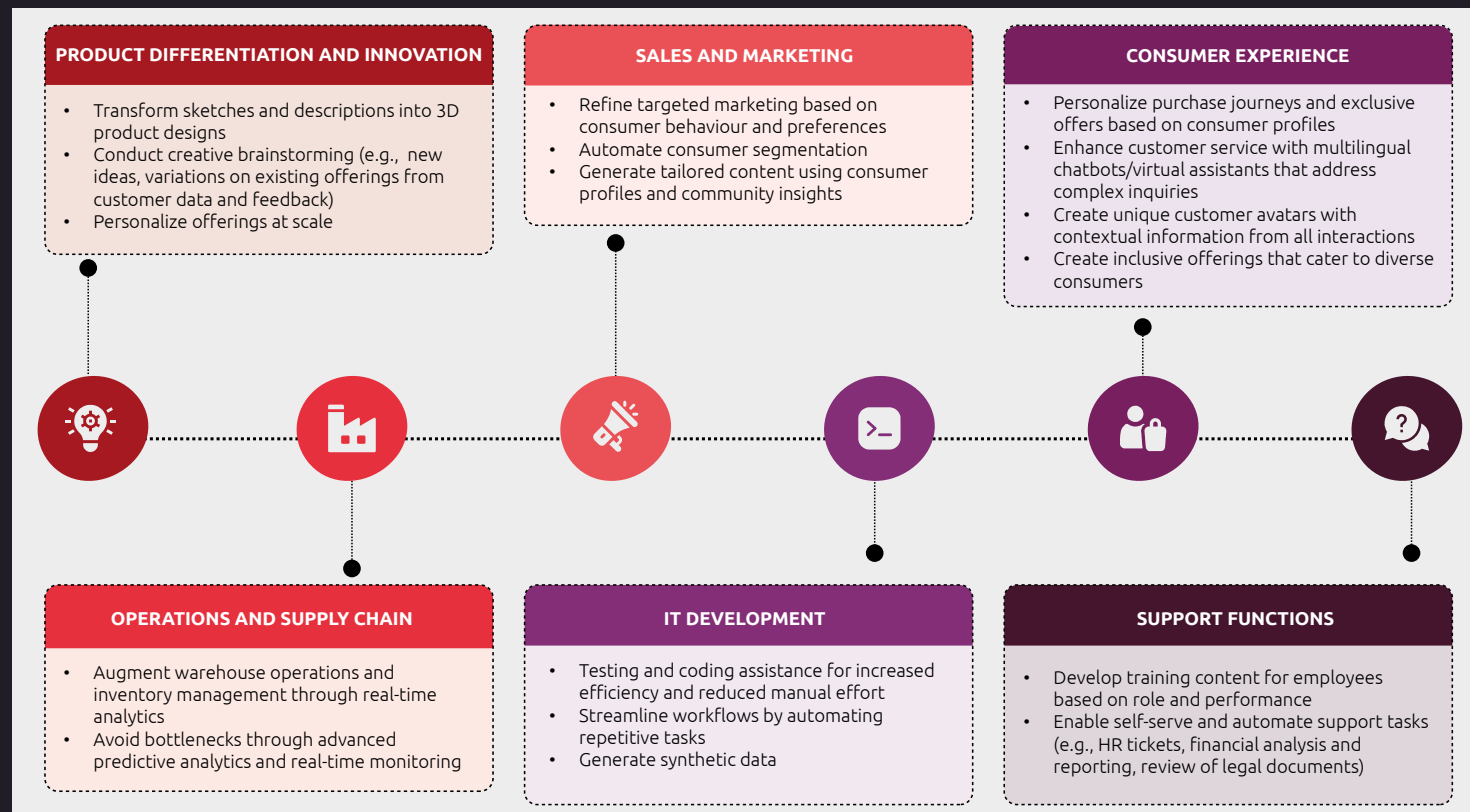 PRODUCT DIFFERENTIATION AND INNOVATION
• Transform sketches and descriptions into 3D
product designs
• Conduct creative brainstorming (e.g.,  new
ideas, variations on existing offerings from
customer data and feedback)
• Personalize offerings at scale
SALES AND MARKETING
• Refine targeted marketing based on
consumer behaviour and preferences
• Automate consumer segmentation
• Generate tailored content using consumer
profiles and community insights
CONSUMER EXPERIENCE
• Personalize purchase journeys and exclusive
offers based on consumer profiles
• Enhance customer service with multilingual
chatbots/virtual assistants that address
complex inquiries
• Create unique customer avatars with
contextual information from all interactions
• Create inclusive offerings that cater to diverse
consumers
OPERATIONS AND SUPPLY CHAIN
• Augment warehouse operations and
inventory management through real-time
analytics
• Avoid bottlenecks through advanced
predictive analytics and real-time monitoring
IT DEVELOPMENT
• Testing and coding assistance for increased
efficiency and reduced manual effort
• Streamline workflows by automating
repetitive tasks
• Generate synthetic data
SUPPORT FUNCTIONS
• Develop training content for employees
based on role and performance
• Enable self-serve and automate support tasks
(e.g., HR tickets, financial analysis and
reporting, review of legal documents)